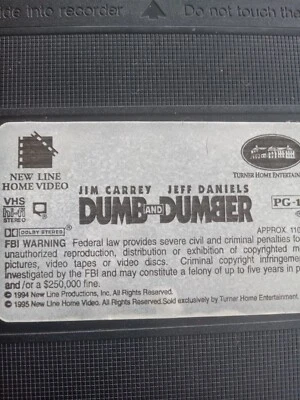 into recorder Do not touch the
NEW LINE
HOME VIDEO
TURNER HOME ENTERTAI
JIM CARREY JEFF DANIELS
VHS
hi-fi
STEREO
DUMB AND DUMBER
PG-1
DOLBY STEREO
APPROX 110
FBI WARNING Federal law provides severe civil and criminal penalties fo
unauthorized reproduction, distribution or exhibition of copyrighted m
pictures, video tapes or video discs. Criminal copyright infringeme
investigated by the FBI and may constitute a felony of up to five years in p
and/or a $250,000 fine.
© 1994 New Line Productions, Inc. All Rights Reserved.
© 1995 New Line Home Video. All Rights Reserved. Sold exclusively by Turner Home Entertainment.